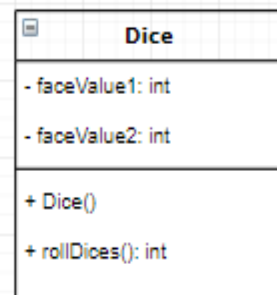 Dice
- faceValue1: int
- faceValue2: int
+ Dice()
+ rollDices(): int